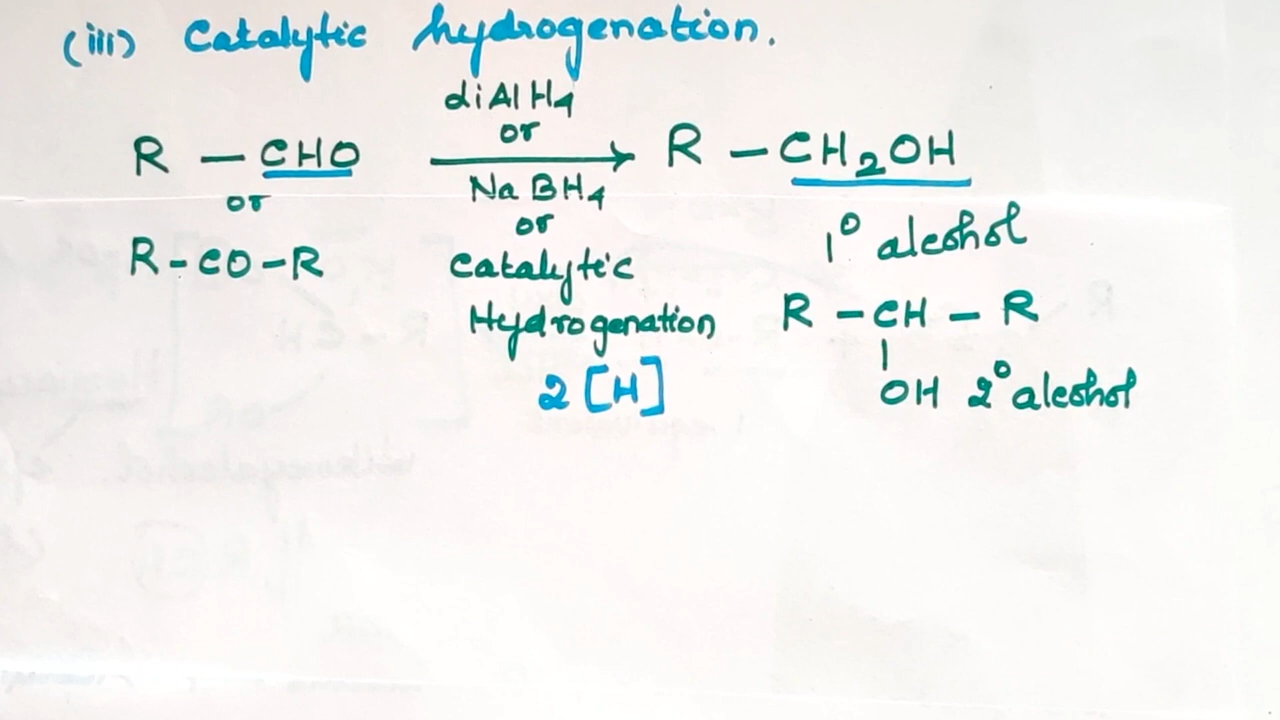 (iii) Catalytic hydrogenation.
LiAlH4
or
R — CHO → R — CH2OH
or NaBH4
or
1° alcohol
R-CO-R Catalytic
Hydrogenation R — CH — R
|
2 [H] OH 2° alcohol